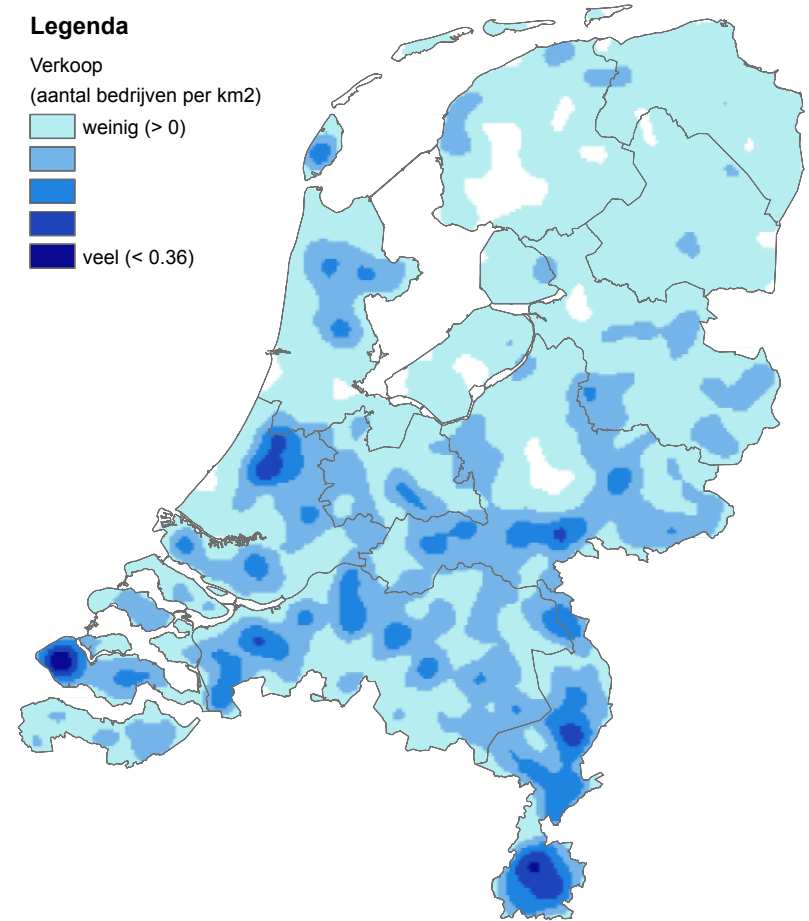 Legenda
Verkoop
(aantal bedrijven per km2)
weinig (> 0)
veel (< 0.36)